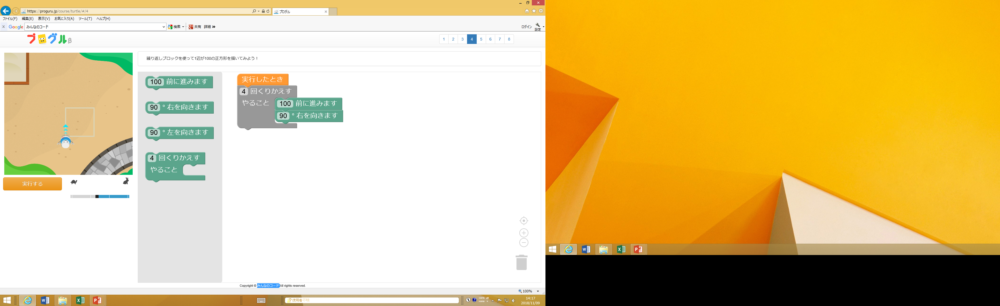 https://proguru.jp/course/turtle/#/4
プログル
ファイル(F) 編集(E) 表示(V) お気に入り(A) ツール(T) ヘルプ(H)
Google みんなのコード 検索 共有 詳細 ログイン 設定
プログルβ
1 2 3 4 5 6 7 8
繰り返しブロックを使って1辺が100の正方形を描いてみよう！
100 前に進みます
90 ° 右を向きます
90 ° 左を向きます
4 回くりかえす
やること
実行したとき
4 回くりかえす
やること
100 前に進みます
90 ° 右を向きます
実行する
Copyright © みんなのコード All rights reserved.
100%
?使用者不明
CAPS
KANA
14:17
2018/11/09